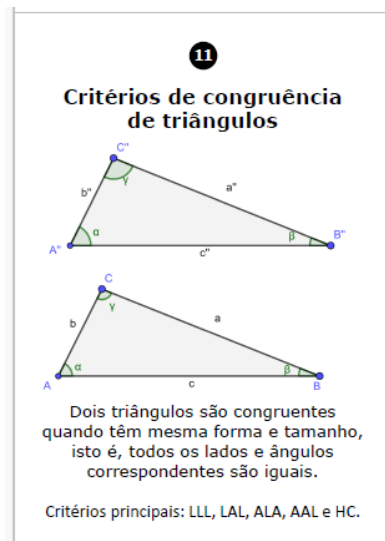 11
Critérios de congruência
de triângulos
C"
b"
γ
a"
α
β
B"
A"
c"
C
b
γ
a
α
β
A
c
B
Dois triângulos são congruentes
quando têm mesma forma e tamanho,
isto é, todos os lados e ângulos
correspondentes são iguais.
Critérios principais: LLL, LAL, ALA, AAL e HC.